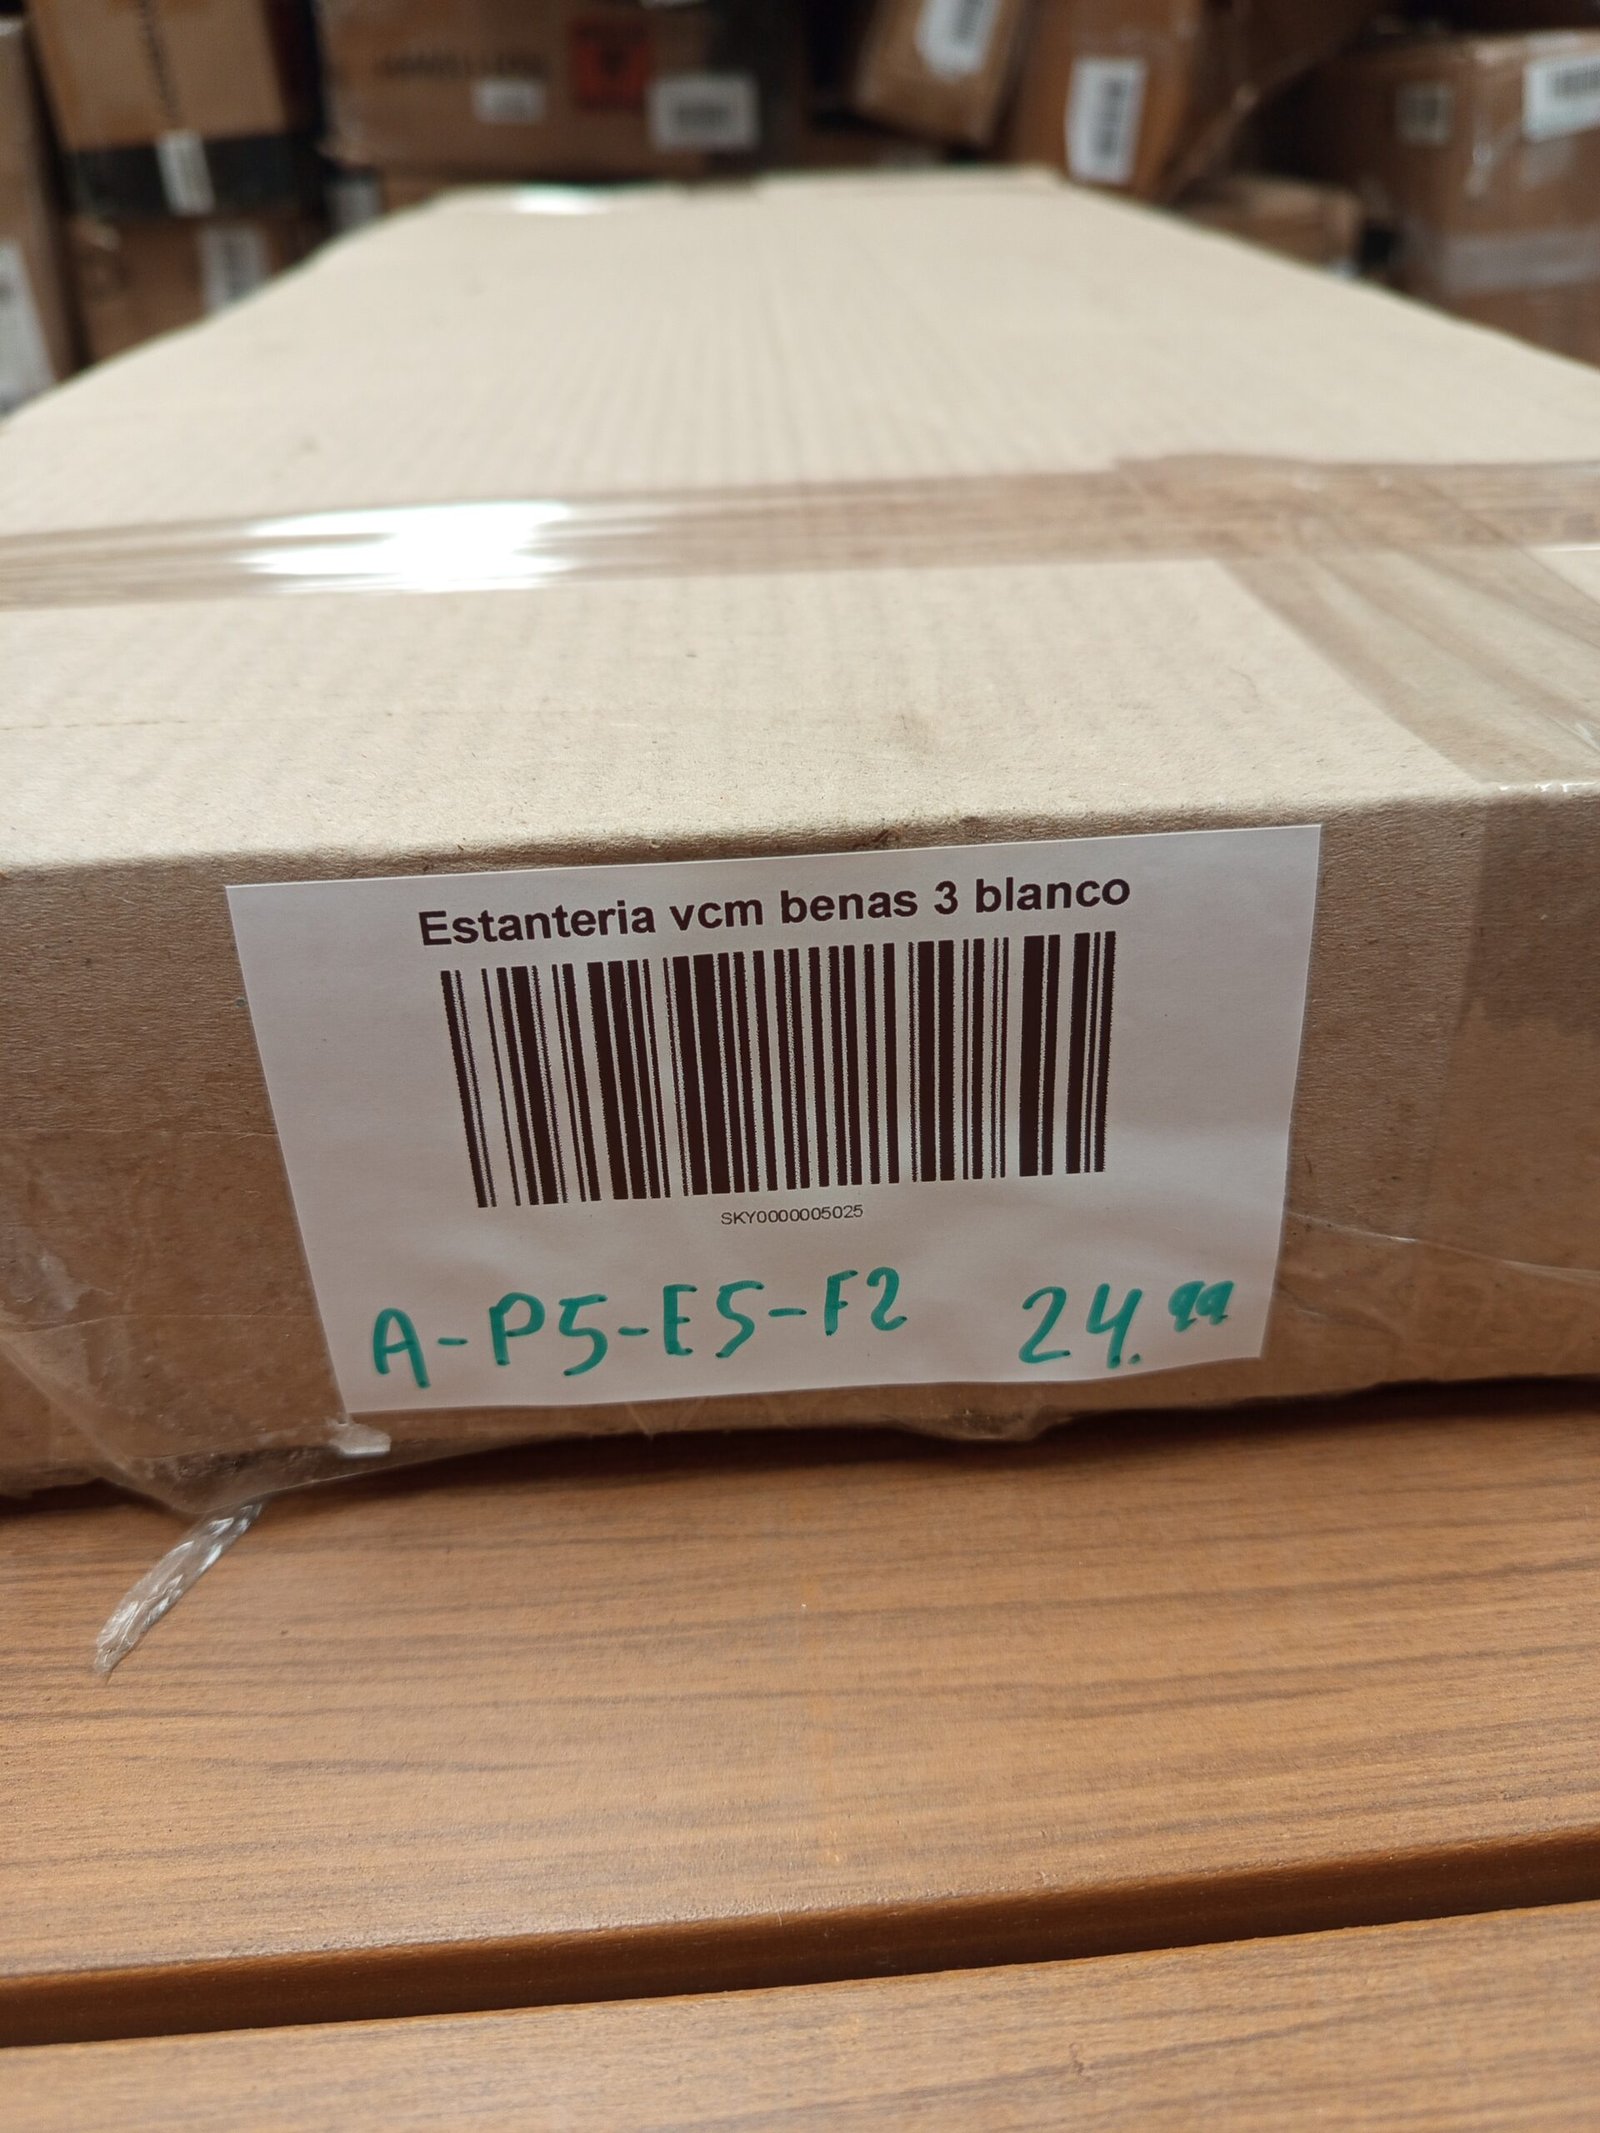 Estanteria vcm benas 3 blanco
SKY0000005025
A-P5-E5-F2 24.99